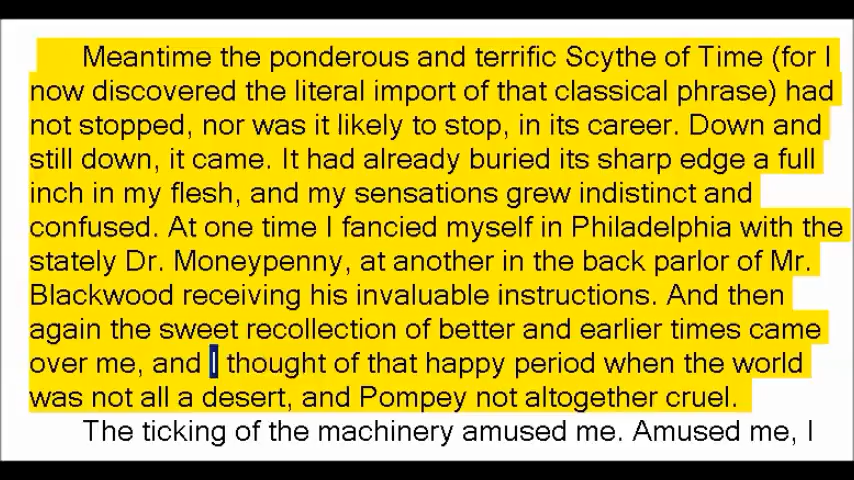 Meantime the ponderous and terrific Scythe of Time (for I
now discovered the literal import of that classical phrase) had
not stopped, nor was it likely to stop, in its career. Down and
still down, it came. It had already buried its sharp edge a full
inch in my flesh, and my sensations grew indistinct and
confused. At one time I fancied myself in Philadelphia with the
stately Dr. Moneypenny, at another in the back parlor of Mr.
Blackwood receiving his invaluable instructions. And then
again the sweet recollection of better and earlier times came
over me, and I thought of that happy period when the world
was not all a desert, and Pompey not altogether cruel.
The ticking of the machinery amused me. Amused me, I